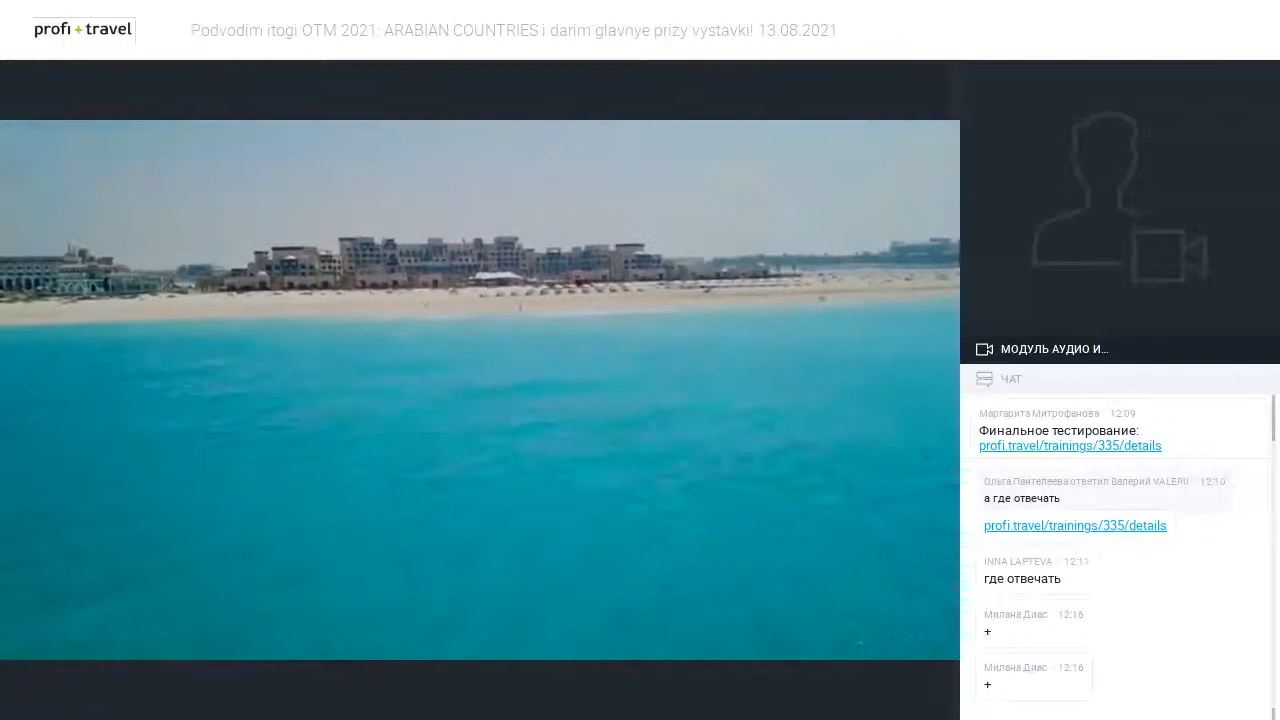 profi travel
Podvodim itogi OTM 2021: ARABIAN COUNTRIES i darim glavnye prizy vystavki! 13.08.2021
МОДУЛЬ АУДИО И...
ЧАТ
Маргарита Митрофанова 12:09
Финальное тестирование:
profi.travel/trainings/335/details
Ольга Пантелеева ответил Валерий VALERII 12:10
а где отвечать
profi.travel/trainings/335/details
INNA LAPTEVA 12:11
где отвечать
Милана Диас 12:16
+
Милана Диас 12:16
+